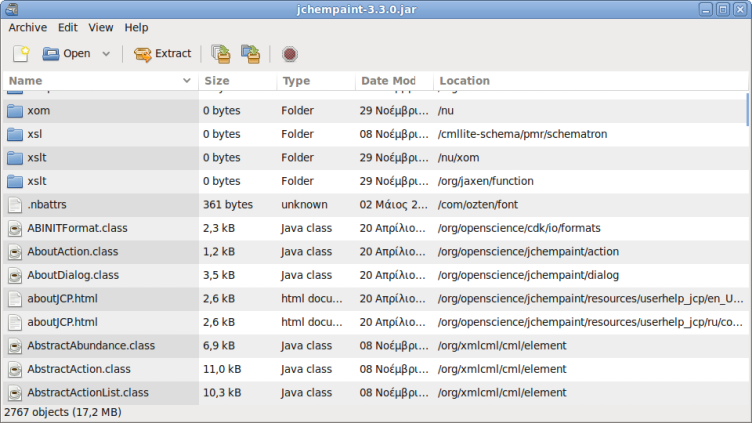 jchempaint-3.3.0.jar
Archive Edit View Help
Open Extract
Name Size Type Date Mod Location
xom 0 bytes Folder 29 Νοέμβρι... /nu
xsl 0 bytes Folder 08 Νοέμβρι... /cmllite-schema/pmr/schematron
xslt 0 bytes Folder 29 Νοέμβρι... /nu/xom
xslt 0 bytes Folder 29 Νοέμβρι... /org/jaxen/function
.nbattrs 361 bytes unknown 02 Μάιος 2... /com/ozten/font
ABINITFormat.class 2,3 kB Java class 20 Απρίλιο... /org/openscience/cdk/io/formats
AboutAction.class 1,2 kB Java class 20 Απρίλιο... /org/openscience/jchempaint/action
AboutDialog.class 3,5 kB Java class 20 Απρίλιο... /org/openscience/jchempaint/dialog
aboutJCP.html 2,6 kB html docu... 20 Απρίλιο... /org/openscience/jchempaint/resources/userhelp_jcp/en_U...
aboutJCP.html 2,6 kB html docu... 20 Απρίλιο... /org/openscience/jchempaint/resources/userhelp_jcp/ru/co...
AbstractAbundance.class 6,9 kB Java class 08 Νοέμβρι... /org/xmlcml/cml/element
AbstractAction.class 11,0 kB Java class 08 Νοέμβρι... /org/xmlcml/cml/element
AbstractActionList.class 10,3 kB Java class 08 Νοέμβρι... /org/xmlcml/cml/element
2767 objects (17,2 MB)